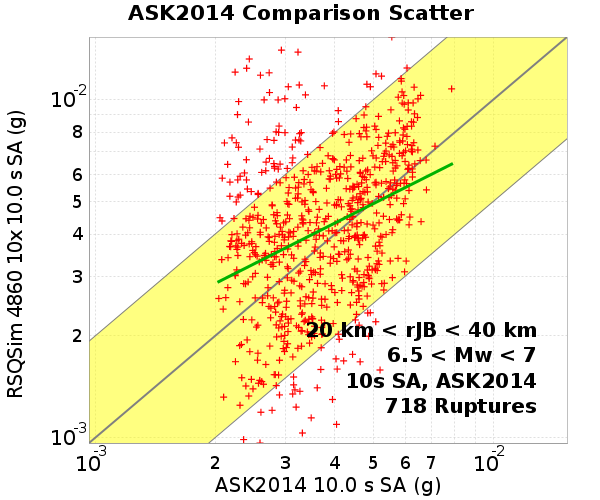 ASK2014 Comparison Scatter
RSQSim 4860 10x 10.0 s SA (g)
10-2
8
6
5
4
3
2
10-3
20 km < rJB < 40 km
6.5 < Mw < 7
10s SA, ASK2014
718 Ruptures
10-3 2 3 4 5 6 7 10-2
ASK2014 10.0 s SA (g)